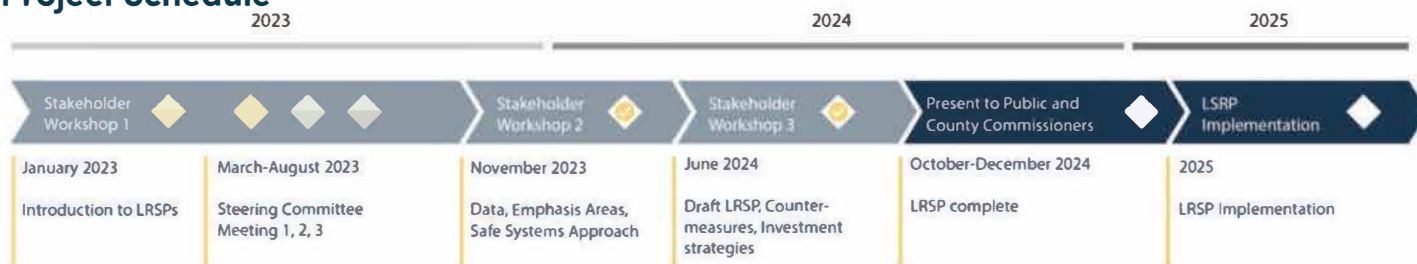 Project Schedule
2023
2024
2025
Stakeholder
Workshop 1
Stakeholder
Workshop 2
Stakeholder
Workshop 3
Present to Public and
County Commissioners
LSRP
Implementation
January 2023
Introduction to LRSPs
March-August 2023
Steering Committee
Meeting 1, 2, 3
November 2023
Data, Emphasis Areas,
Safe Systems Approach
June 2024
Draft LRSP, Counter-
measures, Investment
strategies
October-December 2024
LRSP complete
2025
LRSP Implementation